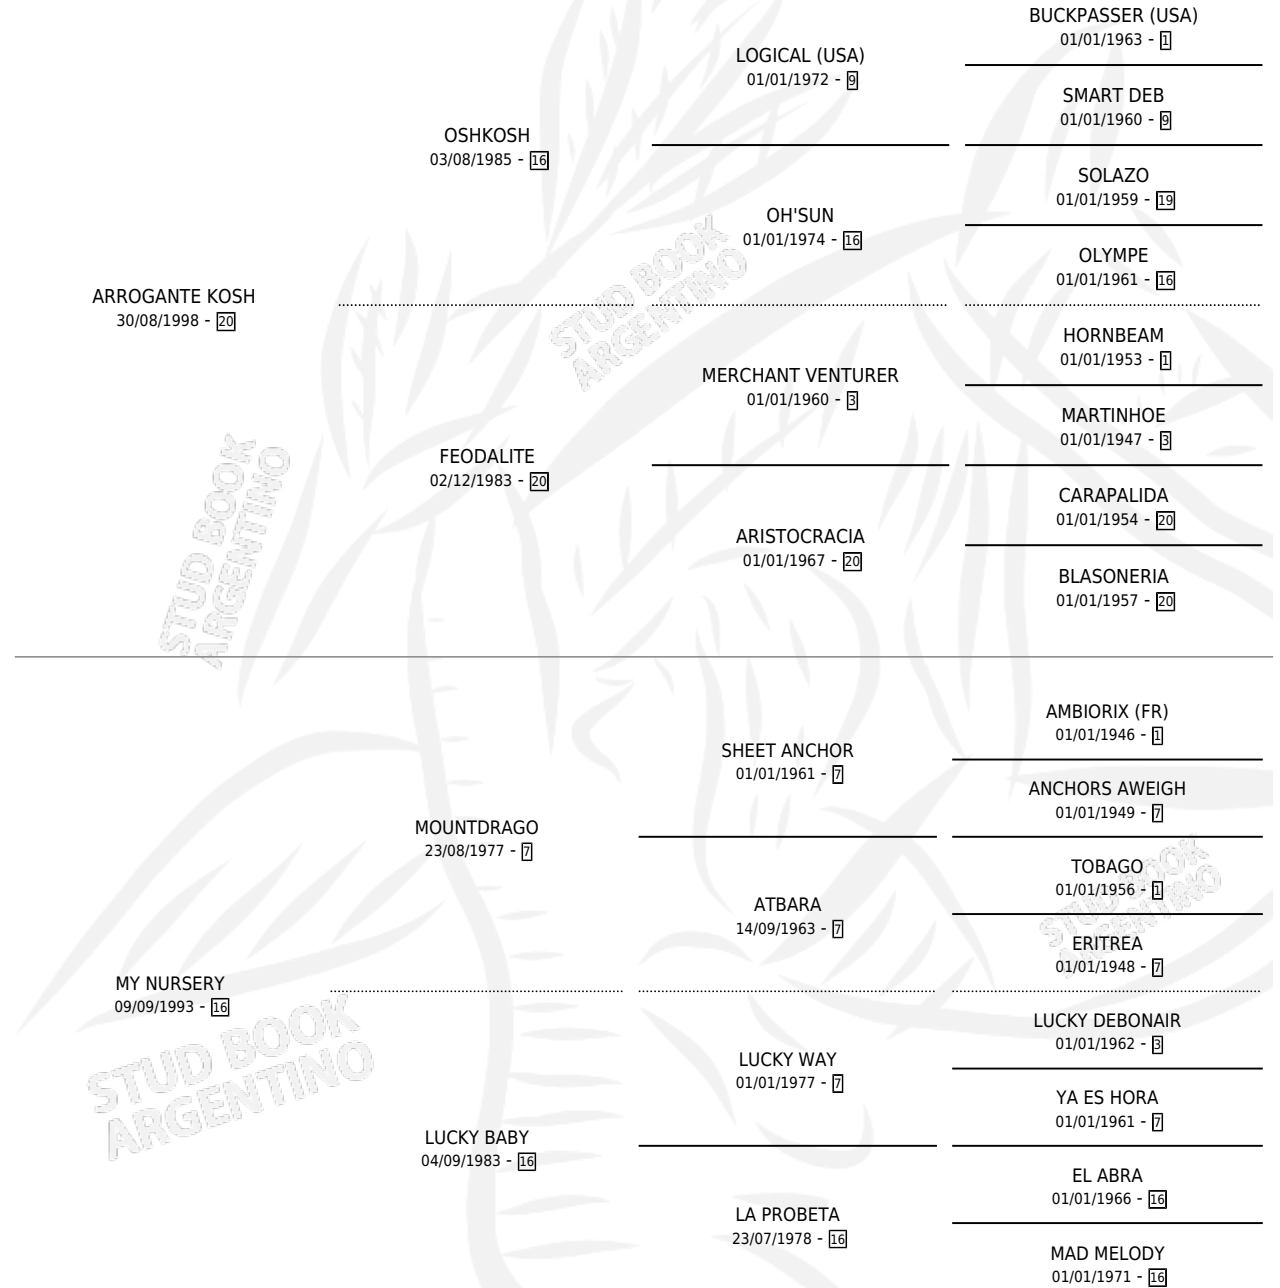 BUCKPASSER (USA)
01/01/1963 - 1
LOGICAL (USA)
01/01/1972 - 9
SMART DEB
01/01/1960 - 9
OSHKOSH
03/08/1985 - 16
SOLAZO
01/01/1959 - 19
OH'SUN
01/01/1974 - 16
OLYMPE
01/01/1961 - 16
ARROGANTE KOSH
30/08/1998 - 20
STUD BOOK
ARGENTINO
HORNBEAM
01/01/1953 - 1
MERCHANT VENTURER
01/01/1960 - 3
MARTINHOE
01/01/1947 - 3
FEODALITE
02/12/1983 - 20
STUD BOOK
ARGENTINO
CARAPALIDA
01/01/1954 - 20
ARISTOCRACIA
01/01/1967 - 20
BLASONERIA
01/01/1957 - 20
AMBIORIX (FR)
01/01/1946 - 1
SHEET ANCHOR
01/01/1961 - 7
ANCHORS AWEIGH
01/01/1949 - 7
MOUNTDRAGO
23/08/1977 - 7
TOBAGO
01/01/1956 - 1
STUD BOOK
ARGENTINO
ATBARA
14/09/1963 - 7
ERITREA
01/01/1948 - 7
MY NURSERY
09/09/1993 - 16
STUD BOOK
ARGENTINO
LUCKY DEBONAIR
01/01/1962 - 3
LUCKY WAY
01/01/1977 - 7
YA ES HORA
01/01/1961 - 7
LUCKY BABY
04/09/1983 - 16
EL ABRA
01/01/1966 - 16
LA PROBETA
23/07/1978 - 16
MAD MELODY
01/01/1971 - 16